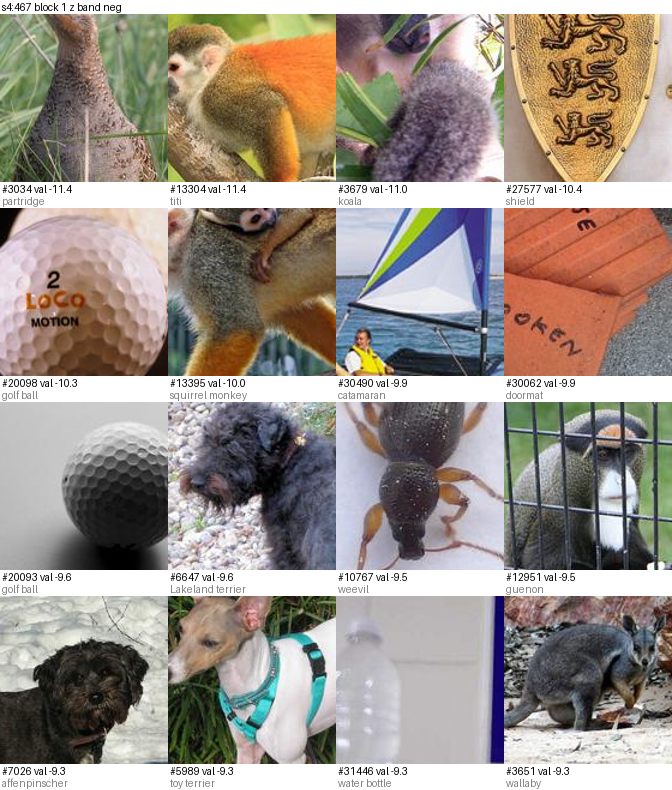 s4:467 block 1 z band neg
#3034 val -11.4
partridge
#13304 val -11.4
titi
#3679 val -11.0
koala
#27577 val -10.4
shield
2
LOCO
MOTION
SE
OKEN
#20098 val -10.3
golf ball
#13395 val -10.0
squirrel monkey
#30490 val -9.9
catamaran
#30062 val -9.9
doormat
#20093 val -9.6
golf ball
#6647 val -9.6
Lakeland terrier
#10767 val -9.5
weevil
#12951 val -9.5
guenon
#7026 val -9.3
affenpinscher
#5989 val -9.3
toy terrier
#31446 val -9.3
water bottle
#3651 val -9.3
wallaby